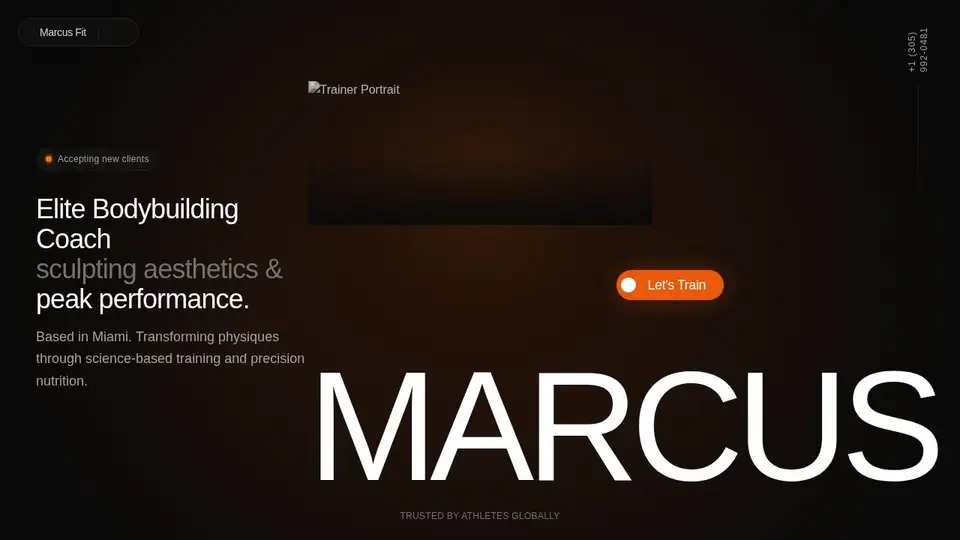 Marcus Fit
+1 (305)
992-0481
Trainer Portrait
Accepting new clients
Elite Bodybuilding
Coach
sculpting aesthetics &
peak performance.
Based in Miami. Transforming physiques
through science-based training and precision
nutrition.
Let's Train
MARCUS
TRUSTED BY ATHLETES GLOBALLY